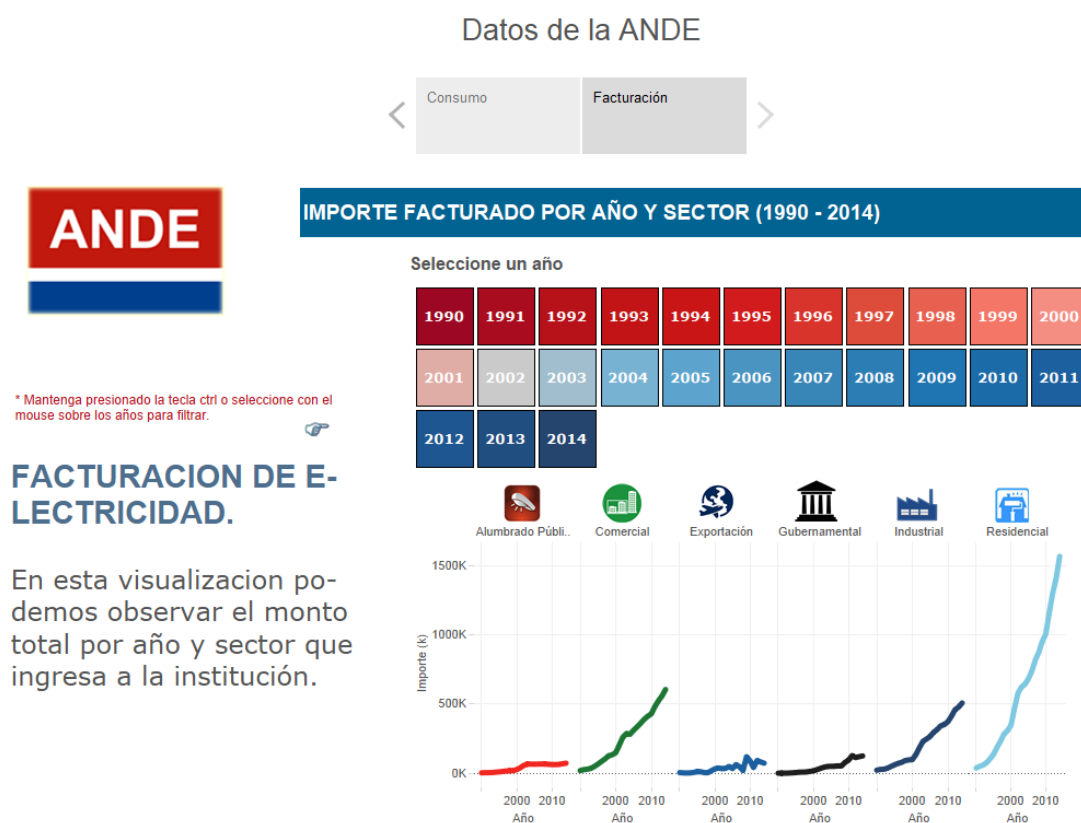 Datos de la ANDE
Consumo
Facturación
ANDE
IMPORTE FACTURADO POR AÑO Y SECTOR (1990 - 2014)
Seleccione un año
1990 1991 1992 1993 1994 1995 1996 1997 1998 1999 2000
2001 2002 2003 2004 2005 2006 2007 2008 2009 2010 2011
2012 2013 2014
* Mantenga presionado la tecla ctrl o seleccione con el
mouse sobre los años para filtrar.
FACTURACION DE E-
LECTRICIDAD.
En esta visualizacion po-
demos observar el monto
total por año y sector que
ingresa a la institución.
Alumbrado Públi.. Comercial Exportación Gubernamental Industrial Residencial
Importe (k)
1500K
1000K
500K
0K
2000 2010 2000 2010 2000 2010 2000 2010 2000 2010 2000 2010
Año Año Año Año Año Año